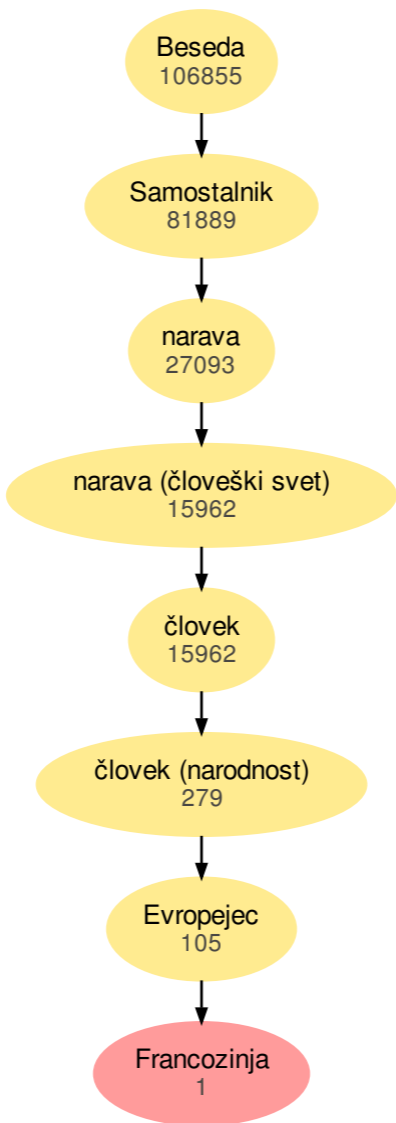 Beseda
106855
Samostalnik
81889
narava
27093
narava (človeški svet)
15962
človek
15962
človek (narodnost)
279
Evropejec
105
Francozinja
1